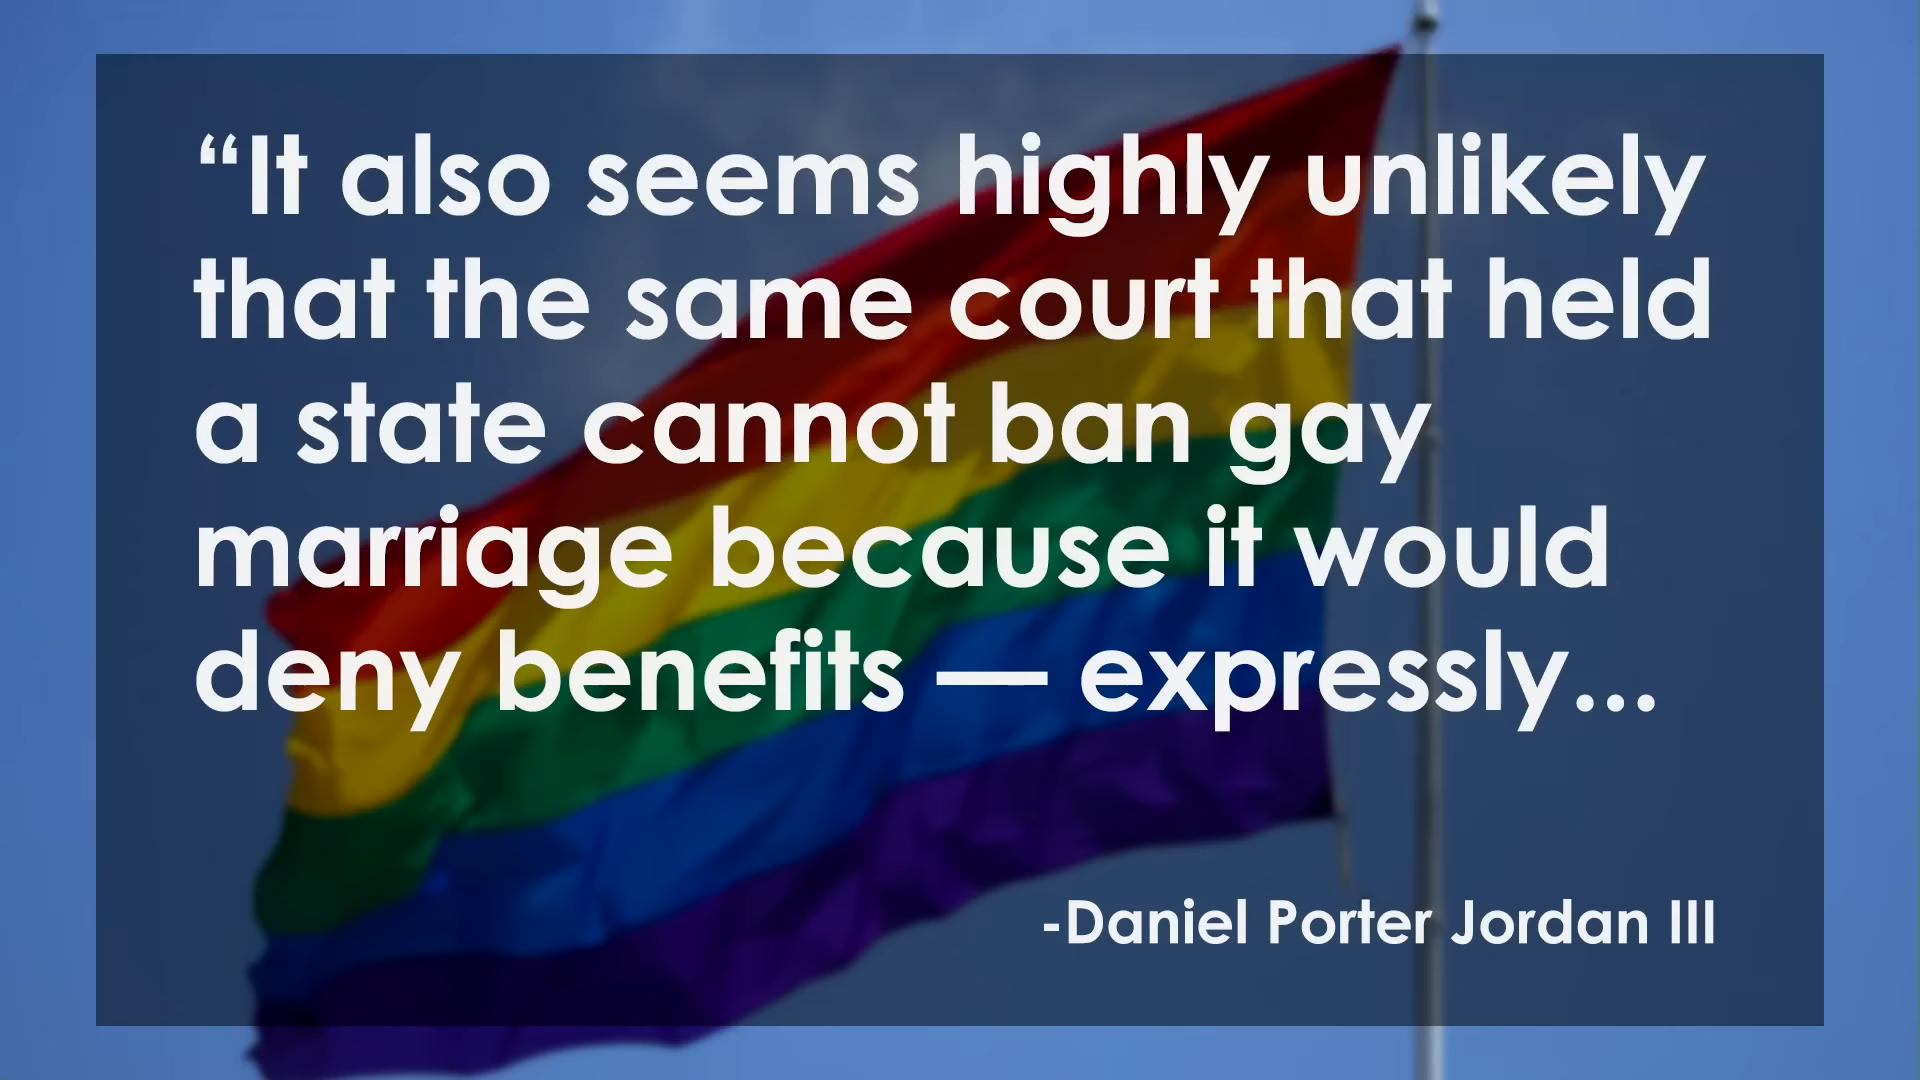 “It also seems highly unlikely
that the same court that held
a state cannot ban gay
marriage because it would
deny benefits — expressly...
-Daniel Porter Jordan III